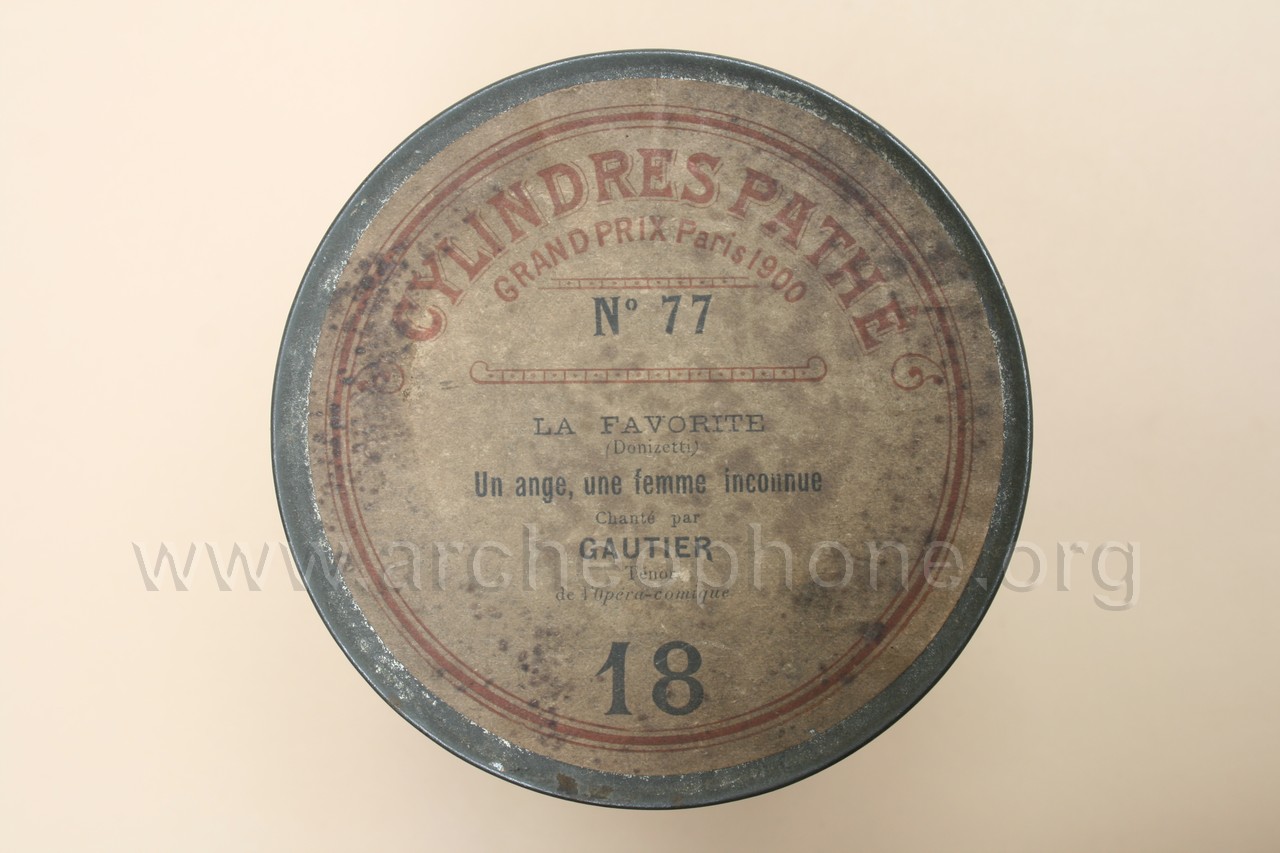 CYLINDRES PATHÉ
GRAND PRIX Paris 1900
Nº 77
LA FAVORITE
(Donizetti)
Un ange, une femme inconnue
Chanté par
GAUTIER
Ténor
de l'Opéra-comique
18
www.archeophone.org